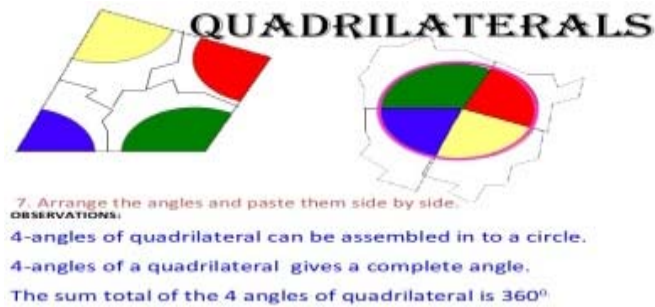 QUADRILATERALS
7. Arrange the angles and paste them side by side.
OBSERVATIONS:
4-angles of quadrilateral can be assembled in to a circle.
4-angles of a quadrilateral gives a complete angle.
The sum total of the 4 angles of quadrilateral is 360⁰.